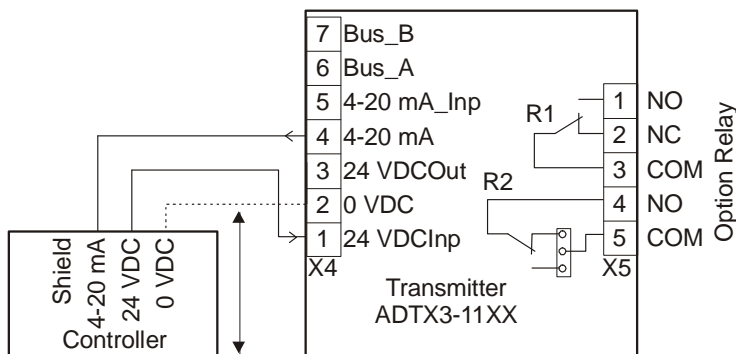 7 Bus_B
6 Bus_A
5 4-20 mA_Inp
4 4-20 mA
3 24 VDCOut
2 0 VDC
1 24 VDCInp
X4
R1
R2
1 NO
2 NC
3 COM
4 NO
5 COM
X5
Option Relay
Transmitter
ADTX3-11XX
Shield
4-20 mA
24 VDC
0 VDC
Controller